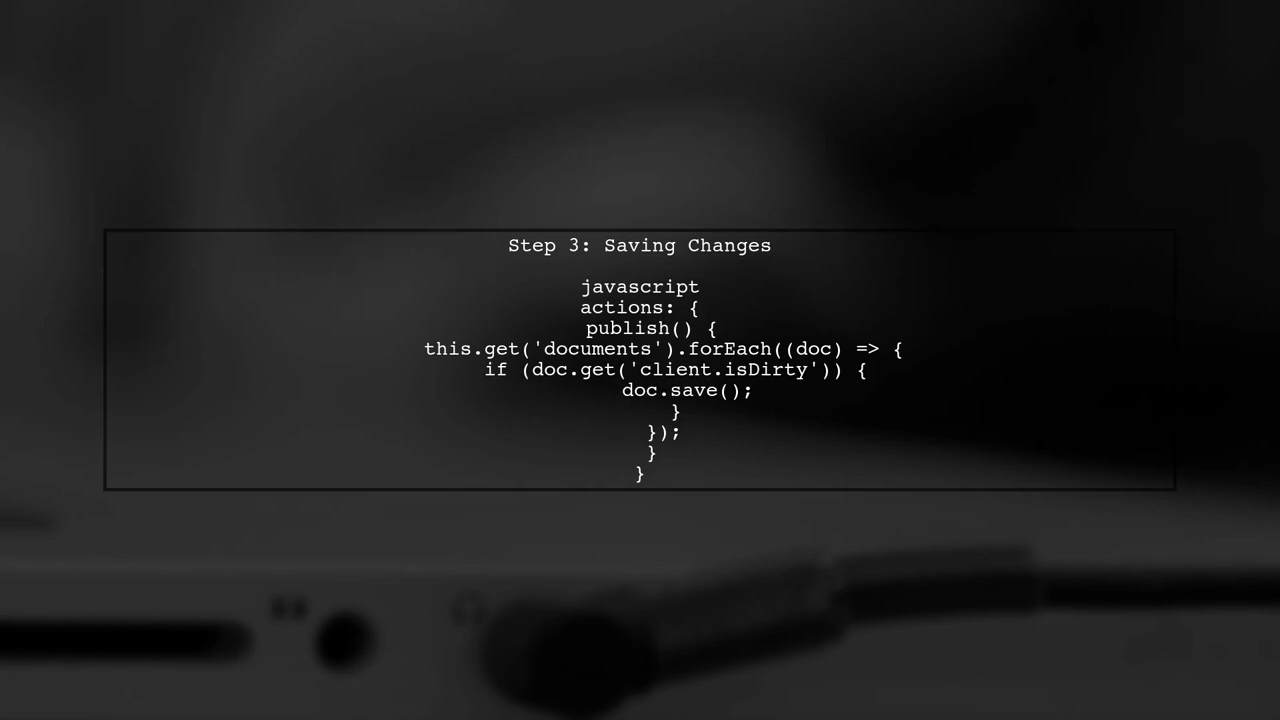 Step 3: Saving Changes
javascript
actions: {
publish() {
this.get('documents').forEach((doc) => {
if (doc.get('client.isDirty')) {
doc.save();
}
});
}
}